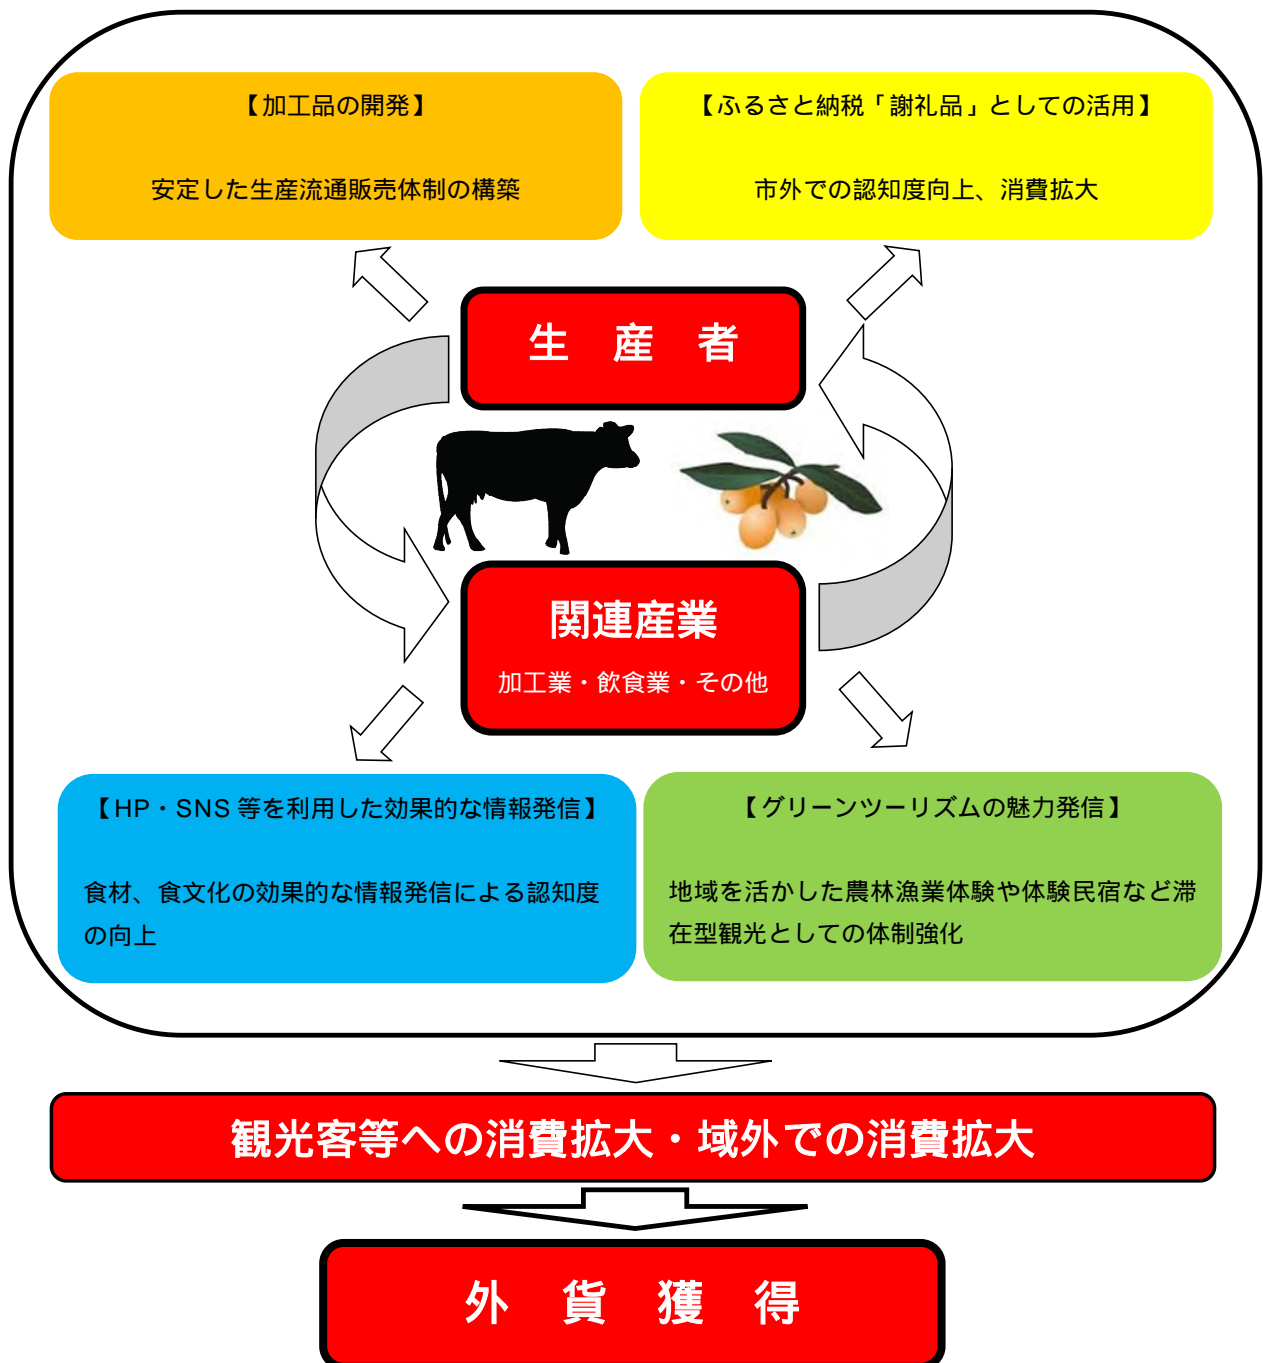 【加工品の開発】
安定した生産流通販売体制の構築
【ふるさと納税「謝礼品」としての活用】
市外での認知度向上、消費拡大
生　産　者
関連産業
加工業・飲食業・その他
【HP・SNS 等を利用した効果的な情報発信】
食材、食文化の効果的な情報発信による認知度
の向上
【グリーンツーリズムの魅力発信】
地域を活かした農林漁業体験や体験民宿など滞
在型観光としての体制強化
観光客等への消費拡大・域外での消費拡大
外　貨　獲　得